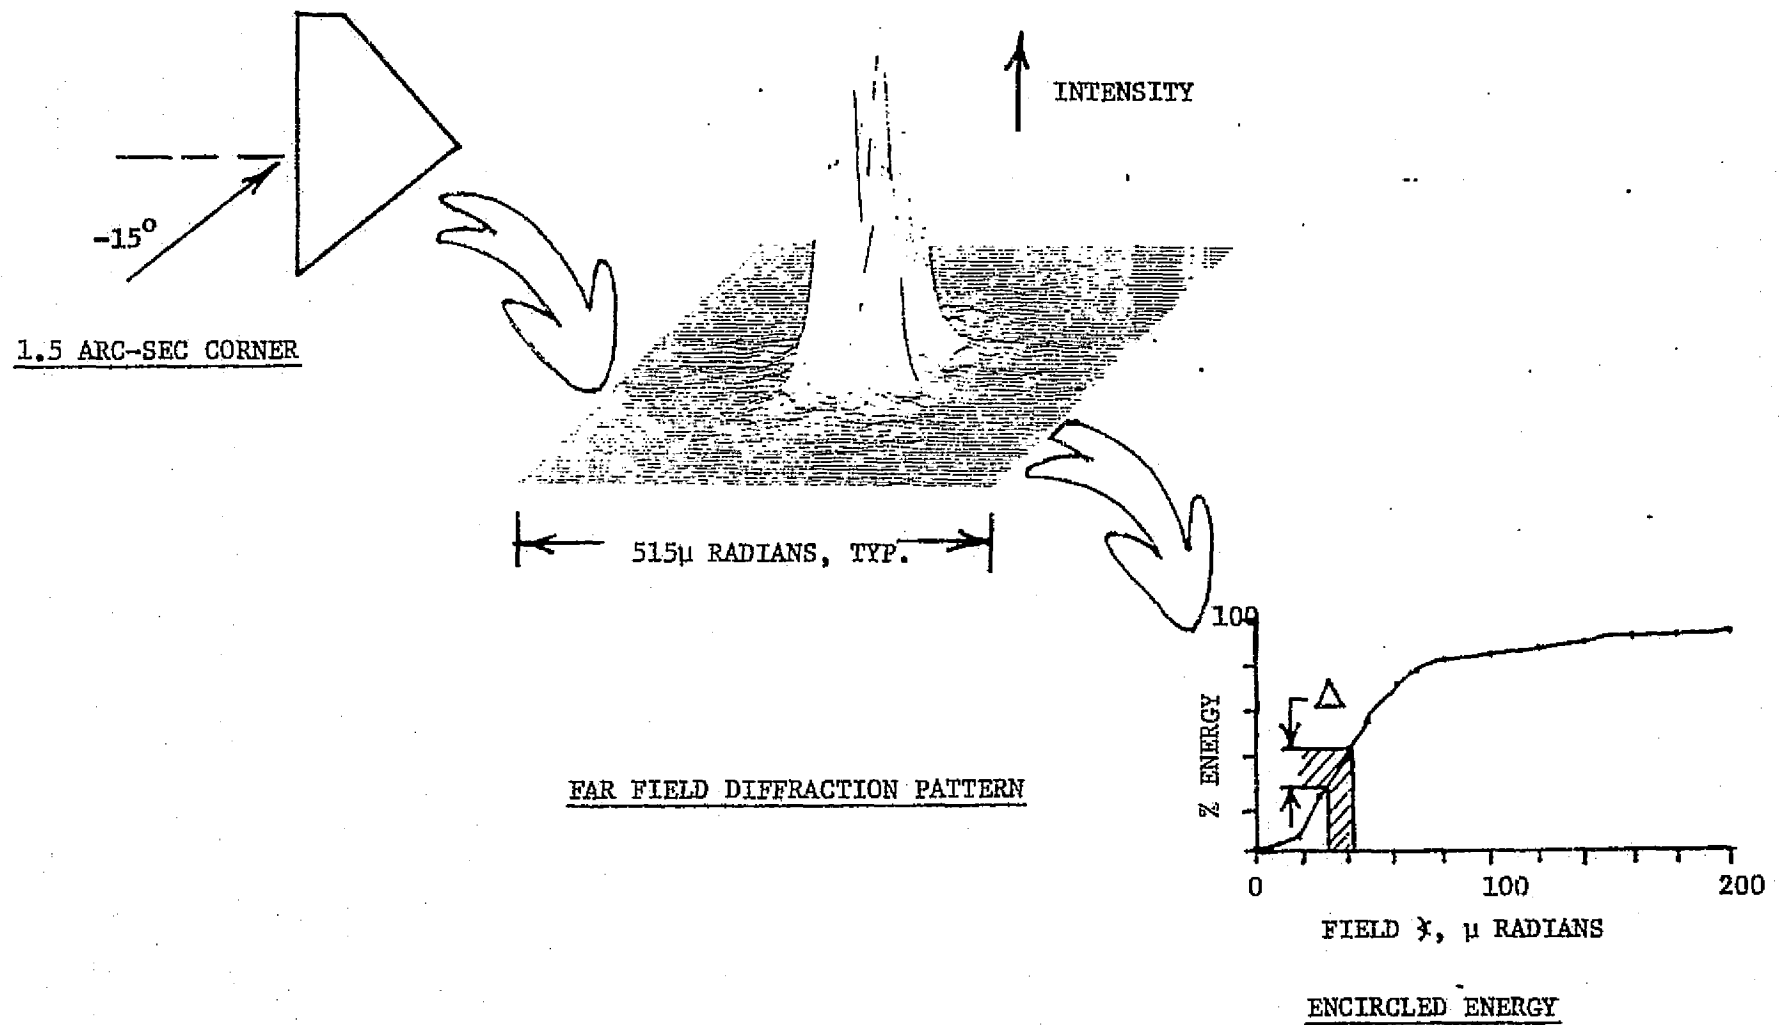 INTENSITY
-15°
1.5 ARC-SEC CORNER
515μ RADIANS, TYP.
FAR FIELD DIFFRACTION PATTERN
100
Δ
% ENERGY
0 100 200
FIELD ∢, μ RADIANS
ENCIRCLED ENERGY